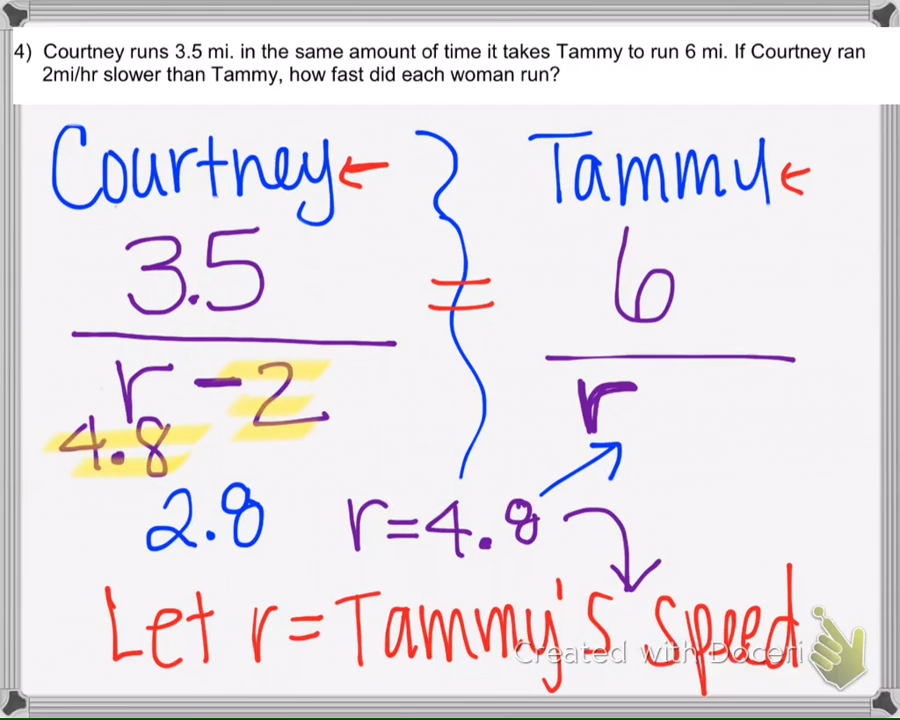 4) Courtney runs 3.5 mi. in the same amount of time it takes Tammy to run 6 mi. If Courtney ran
2mi/hr slower than Tammy, how fast did each woman run?
Courtney
Tammy
3.5
=
6
r - 2
r
4.8
2.8
r=4.8
Let r = Tammy's speed
Created with Doceri